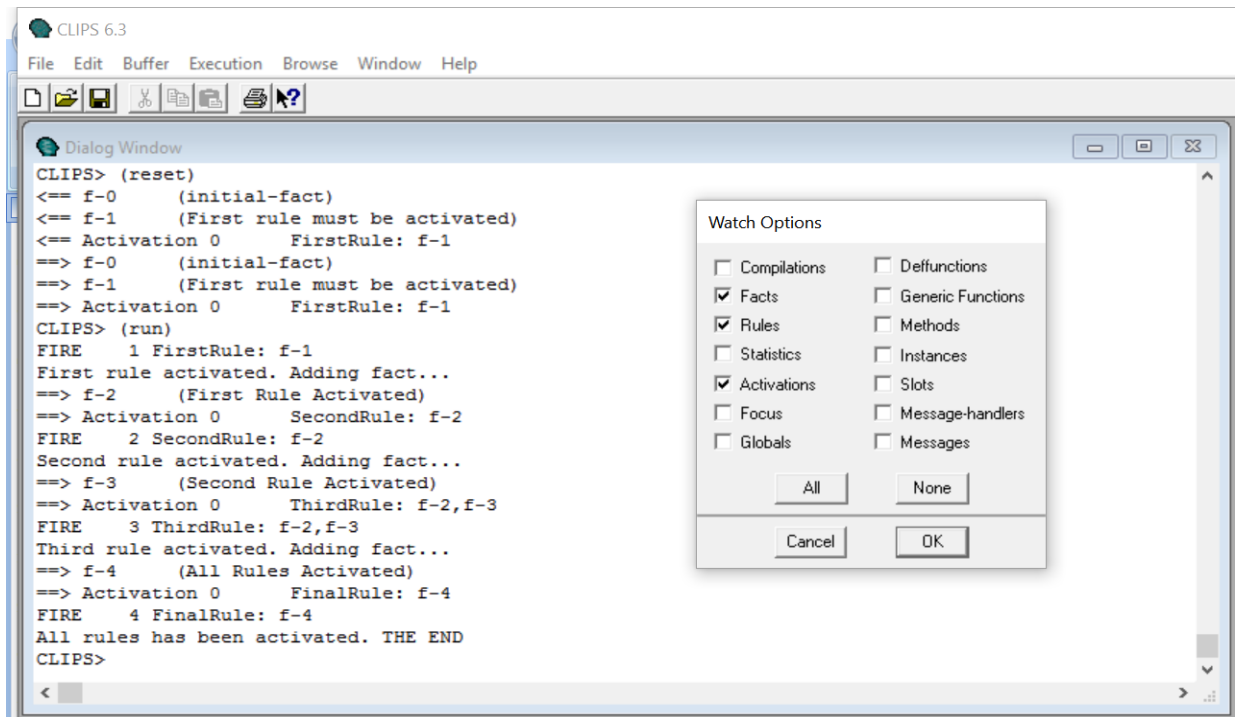 CLIPS 6.3
File Edit Buffer Execution Browse Window Help
Dialog Window
CLIPS> (reset)
<== f-0     (initial-fact)
<== f-1     (First rule must be activated)
<== Activation 0      FirstRule: f-1
==> f-0     (initial-fact)
==> f-1     (First rule must be activated)
==> Activation 0      FirstRule: f-1
CLIPS> (run)
FIRE    1 FirstRule: f-1
First rule activated. Adding fact...
==> f-2     (First Rule Activated)
==> Activation 0      SecondRule: f-2
FIRE    2 SecondRule: f-2
Second rule activated. Adding fact...
==> f-3     (Second Rule Activated)
==> Activation 0      ThirdRule: f-2,f-3
FIRE    3 ThirdRule: f-2,f-3
Third rule activated. Adding fact...
==> f-4     (All Rules Activated)
==> Activation 0      FinalRule: f-4
FIRE    4 FinalRule: f-4
All rules has been activated. THE END
CLIPS>
Watch Options
Compilations
Facts
Rules
Statistics
Activations
Focus
Globals
Deffunctions
Generic Functions
Methods
Instances
Slots
Message-handlers
Messages
All
None
Cancel
OK